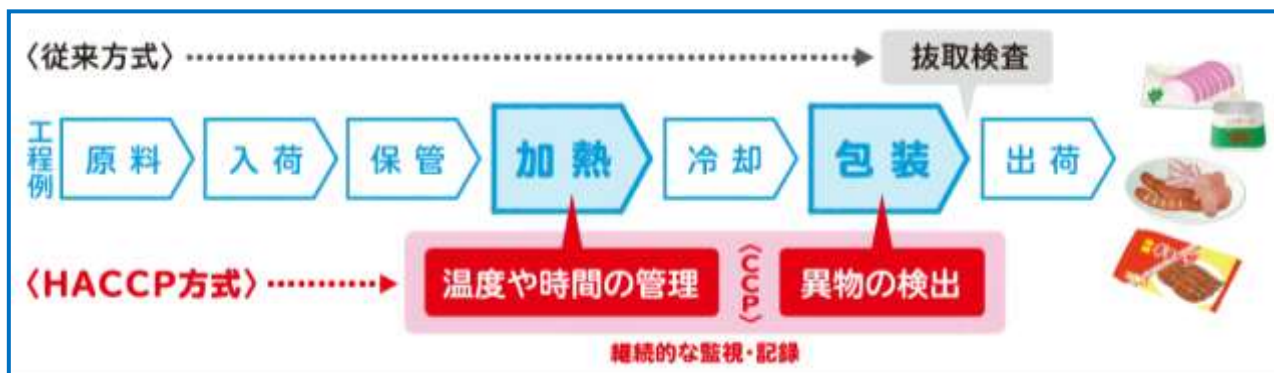 〈従来方式〉
抜取検査
工程例
原料
入荷
保管
加熱
冷却
包装
出荷
〈HACCP方式〉
温度や時間の管理
〈CCP〉
異物の検出
継続的な監視・記録